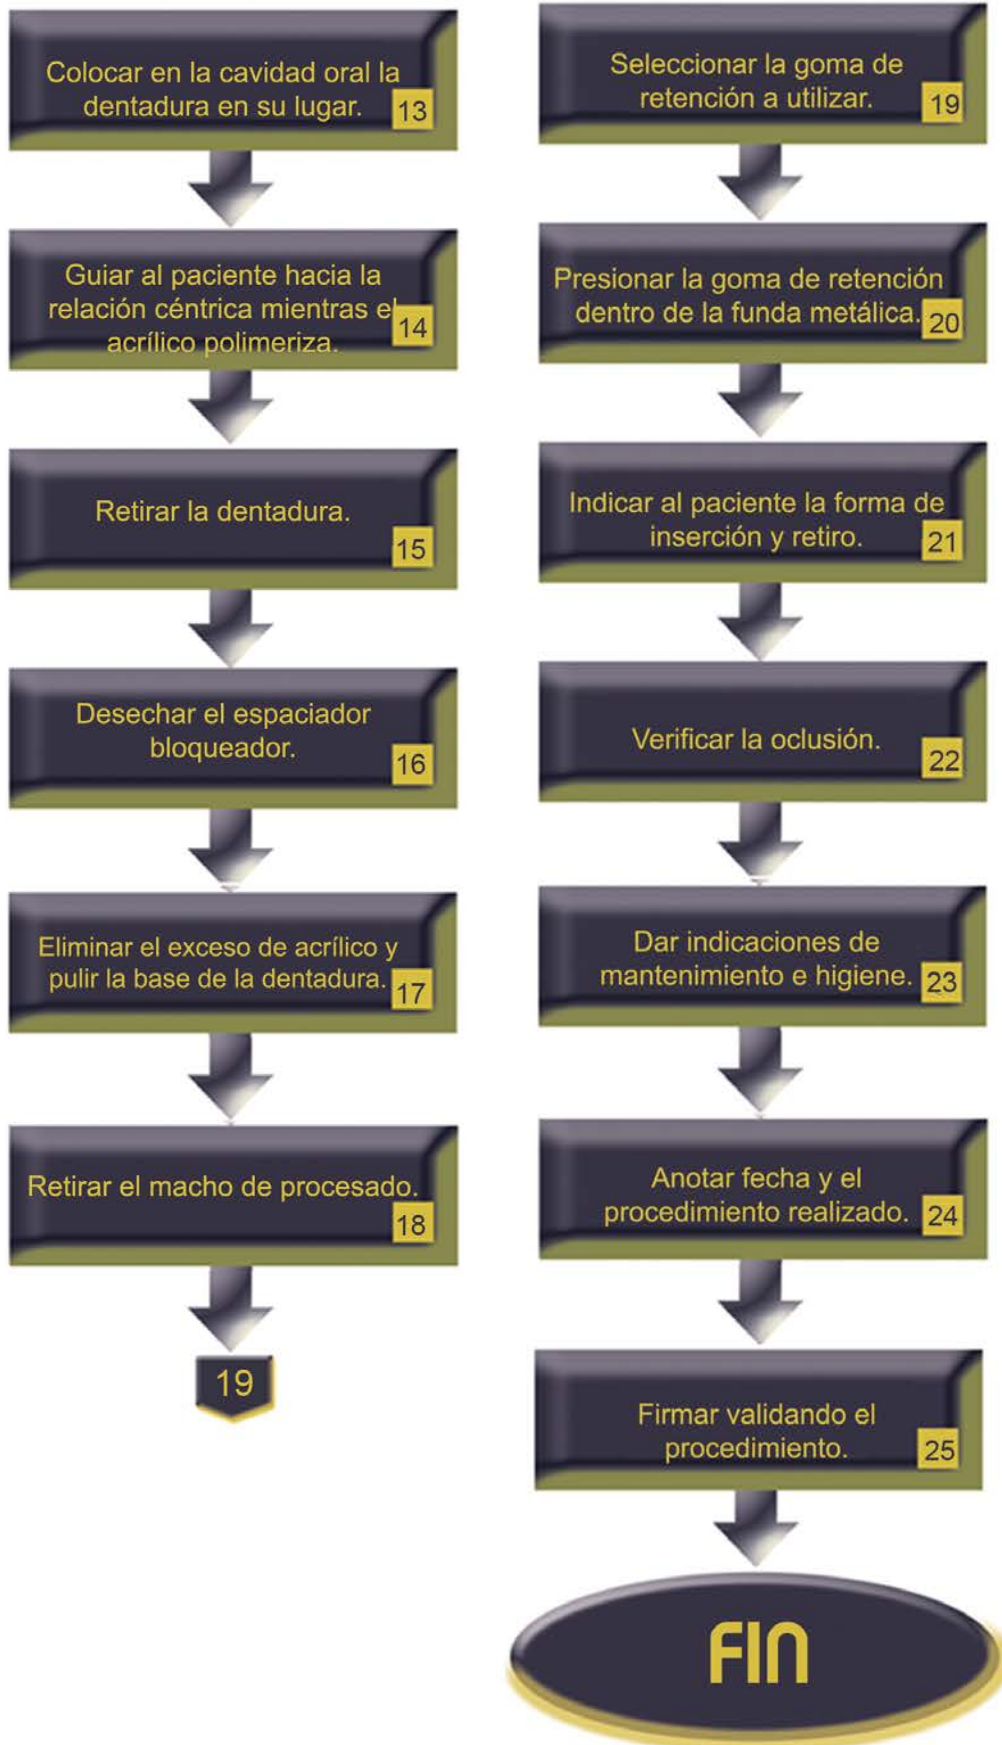 Colocar en la cavidad oral la
dentadura en su lugar.
13
Guiar al paciente hacia la
relación céntrica mientras el
acrílico polimeriza.
14
Retirar la dentadura.
15
Desechar el espaciador
bloqueador.
16
Eliminar el exceso de acrílico y
pulir la base de la dentadura.
17
Retirar el macho de procesado.
18
19
Seleccionar la goma de
retención a utilizar.
19
Presionar la goma de retención
dentro de la funda metálica.
20
Indicar al paciente la forma de
inserción y retiro.
21
Verificar la oclusión.
22
Dar indicaciones de
mantenimiento e higiene.
23
Anotar fecha y el
procedimiento realizado.
24
Firmar validando el
procedimiento.
25
FIN